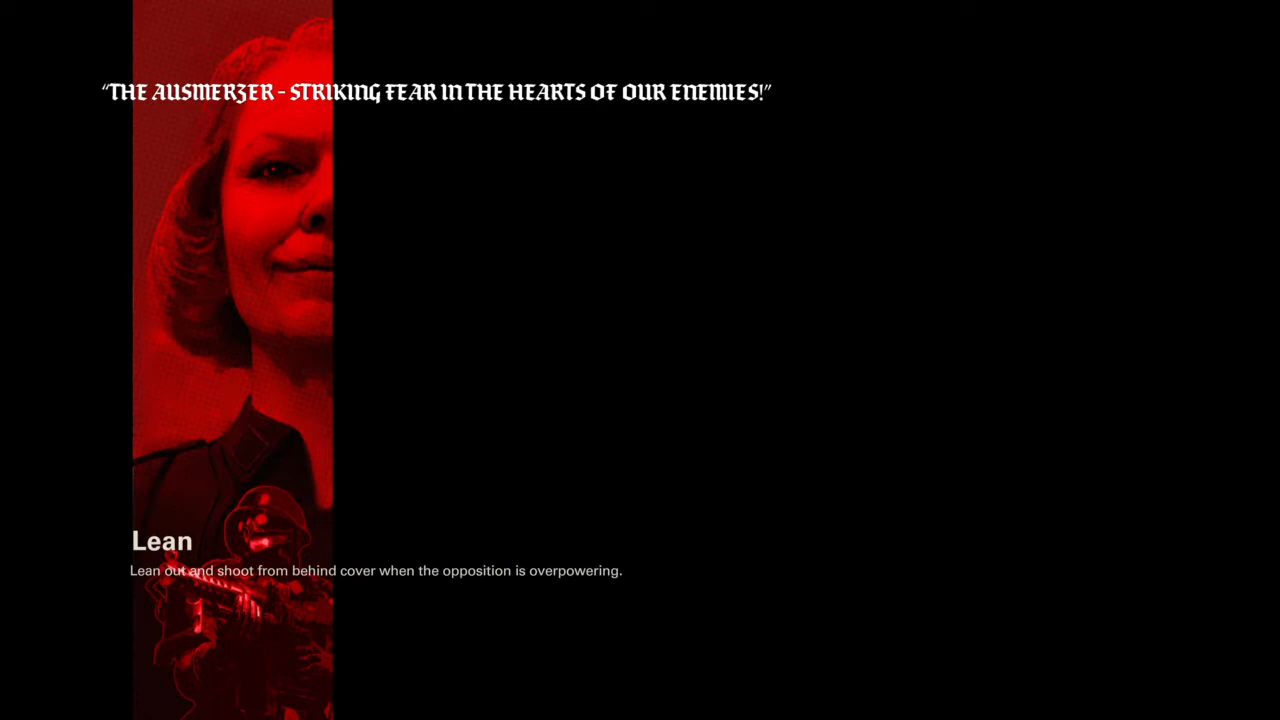 “THE AUSMERZER - STRIKING FEAR IN THE HEARTS OF OUR ENEMIES!”
Lean
Lean out and shoot from behind cover when the opposition is overpowering.